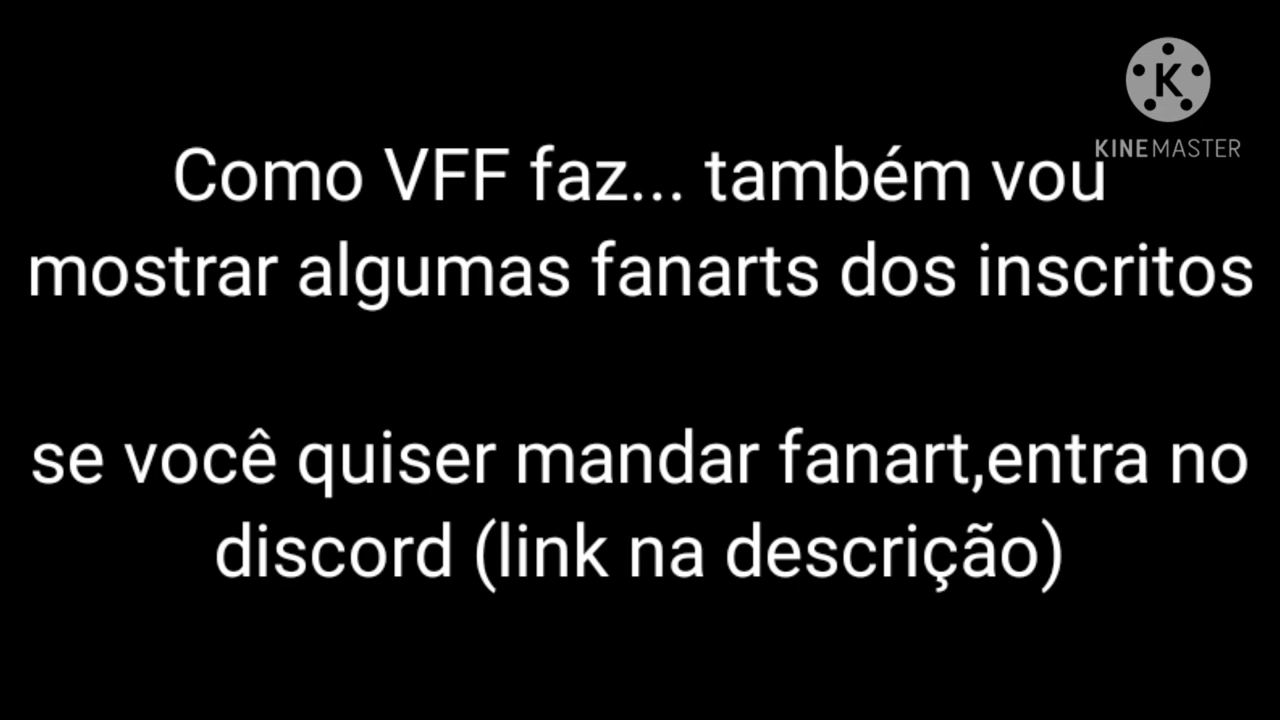 K
KINEMASTER
Como VFF faz... também vou
mostrar algumas fanarts dos inscritos
se você quiser mandar fanart,entra no
discord (link na descrição)